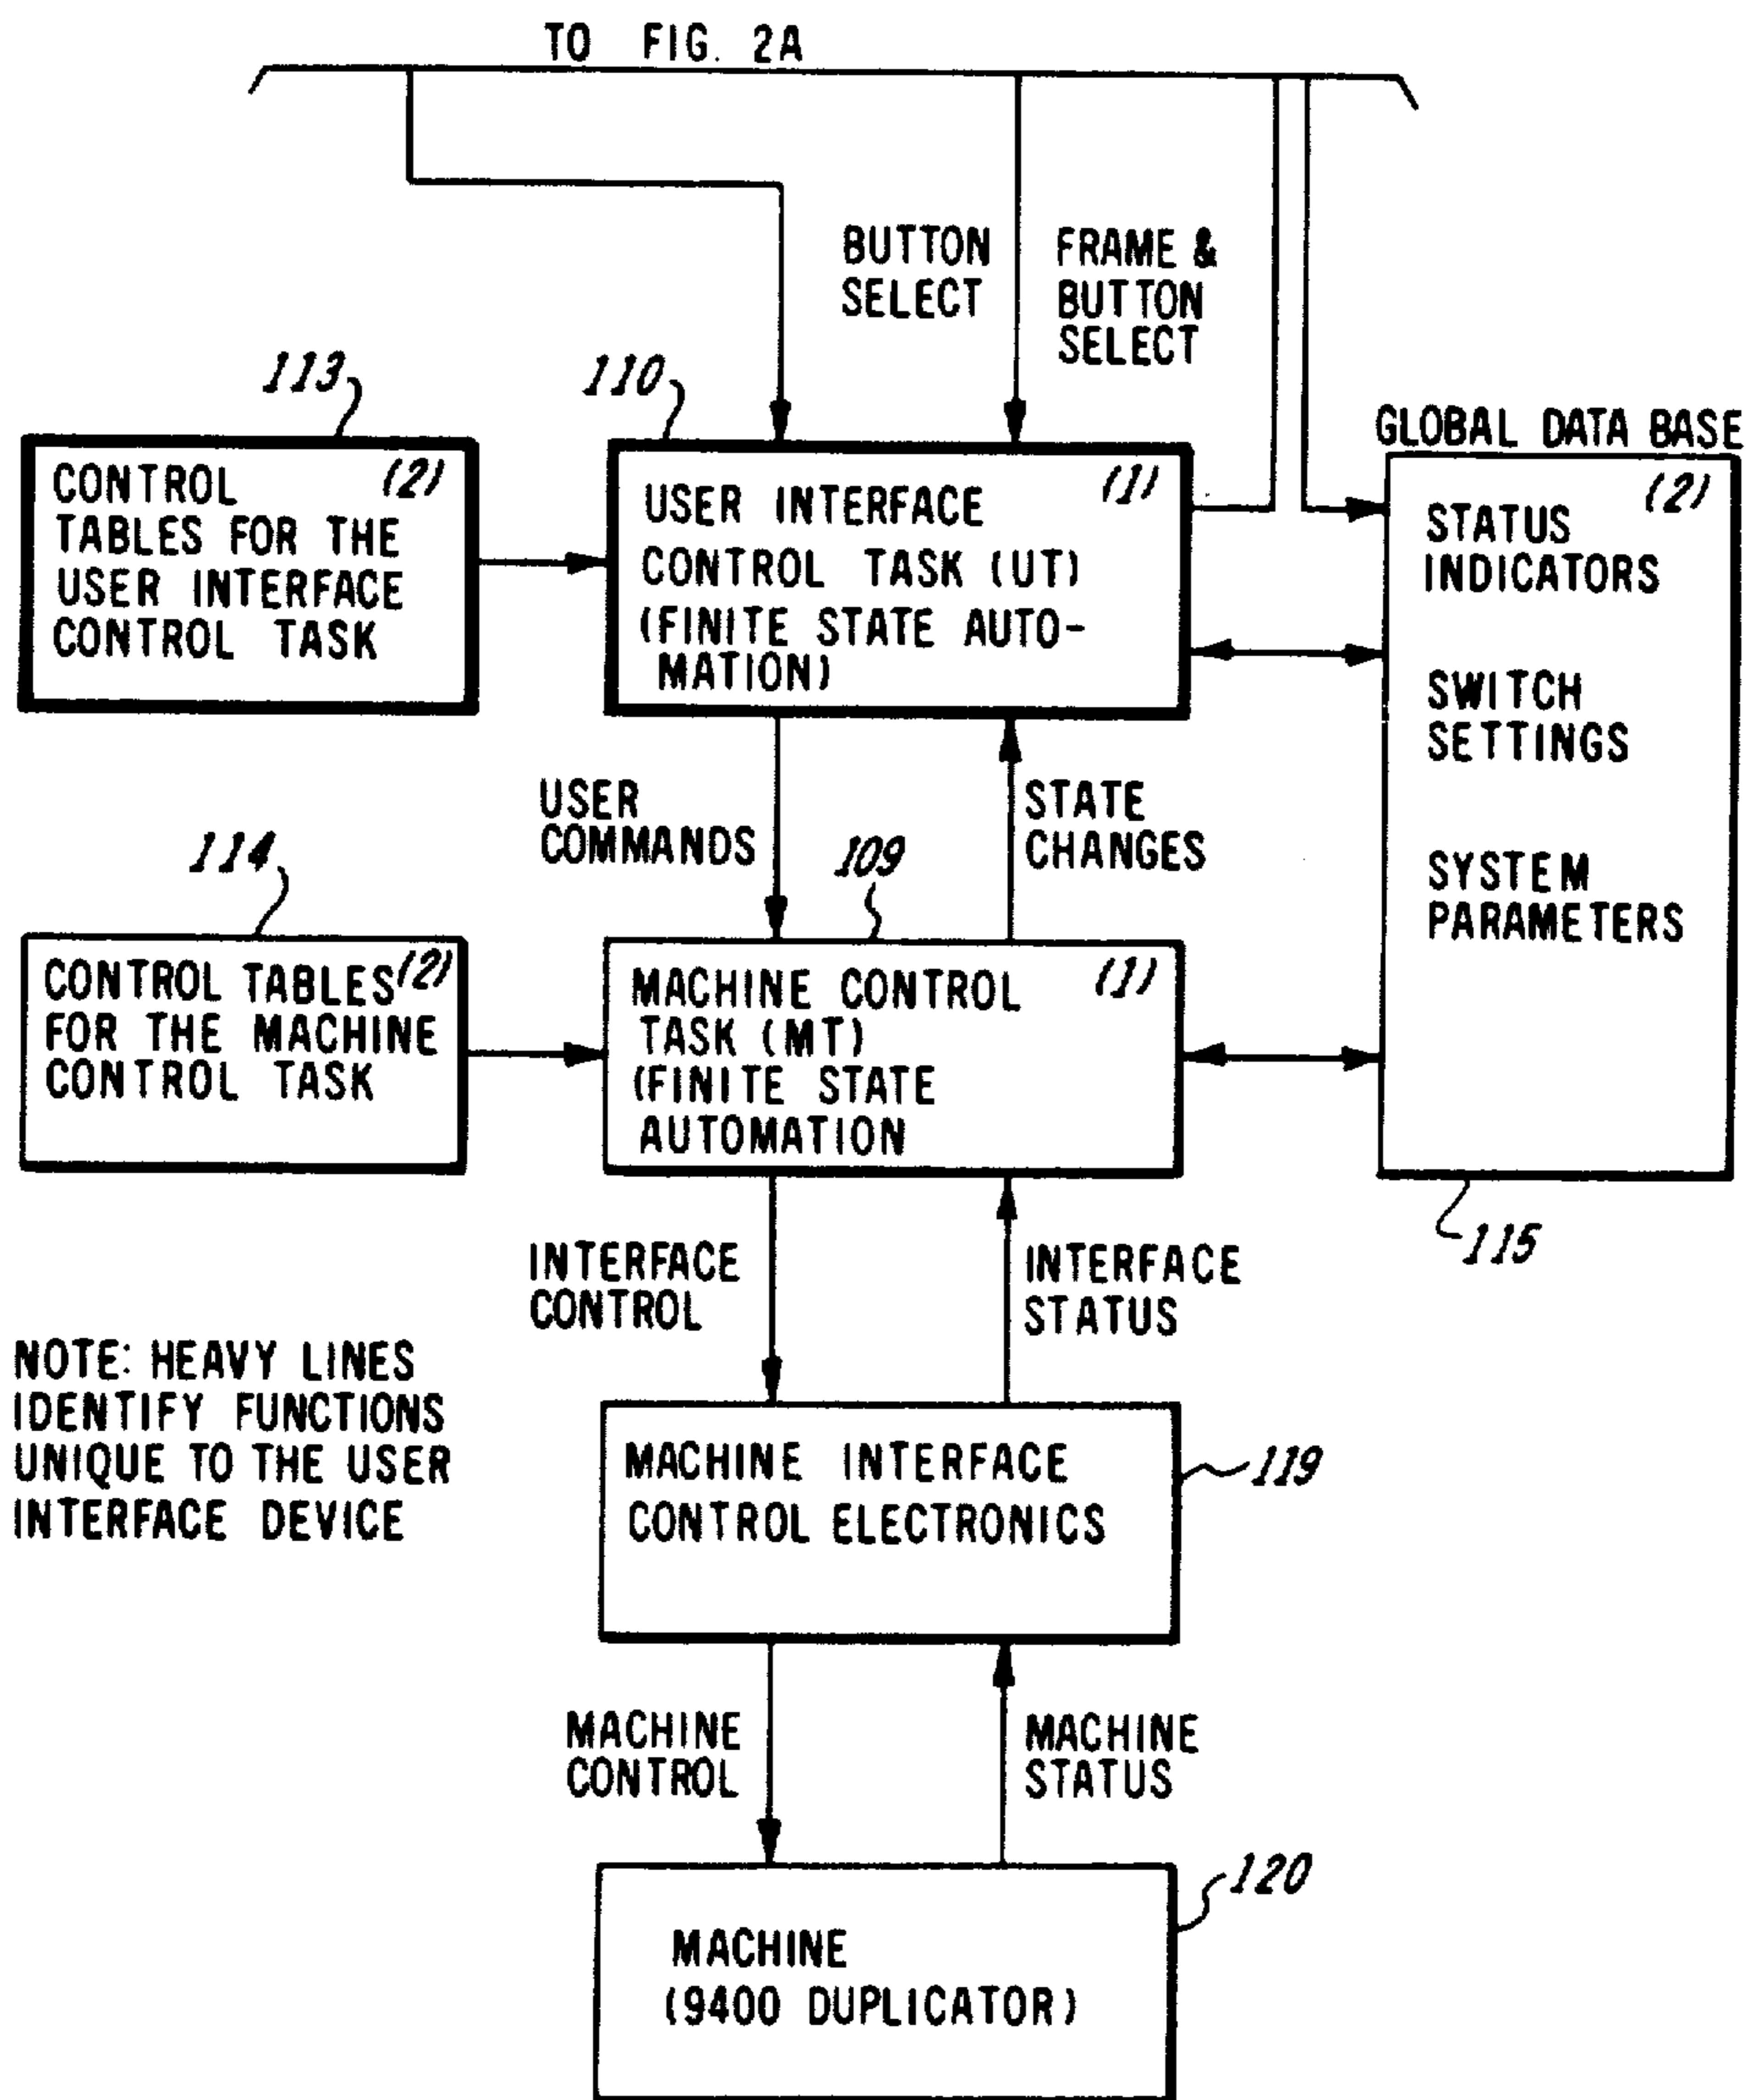 TO FIG. 2A
BUTTON
SELECT
FRAME &
BUTTON
SELECT
113
110
GLOBAL DATA BASE
CONTROL (2)
TABLES FOR THE
USER INTERFACE
CONTROL TASK
(1)
USER INTERFACE
CONTROL TASK (UT)
(FINITE STATE AUTO-
MATION)
(2)
STATUS
INDICATORS
SWITCH
SETTINGS
SYSTEM
PARAMETERS
USER
COMMANDS
STATE
CHANGES
114
109
CONTROL TABLES (2)
FOR THE MACHINE
CONTROL TASK
MACHINE CONTROL (1)
TASK (MT)
(FINITE STATE
AUTOMATION
115
INTERFACE
CONTROL
INTERFACE
STATUS
NOTE: HEAVY LINES
IDENTIFY FUNCTIONS
UNIQUE TO THE USER
INTERFACE DEVICE
MACHINE INTERFACE
CONTROL ELECTRONICS
119
MACHINE
CONTROL
MACHINE
STATUS
120
MACHINE
(9400 DUPLICATOR)